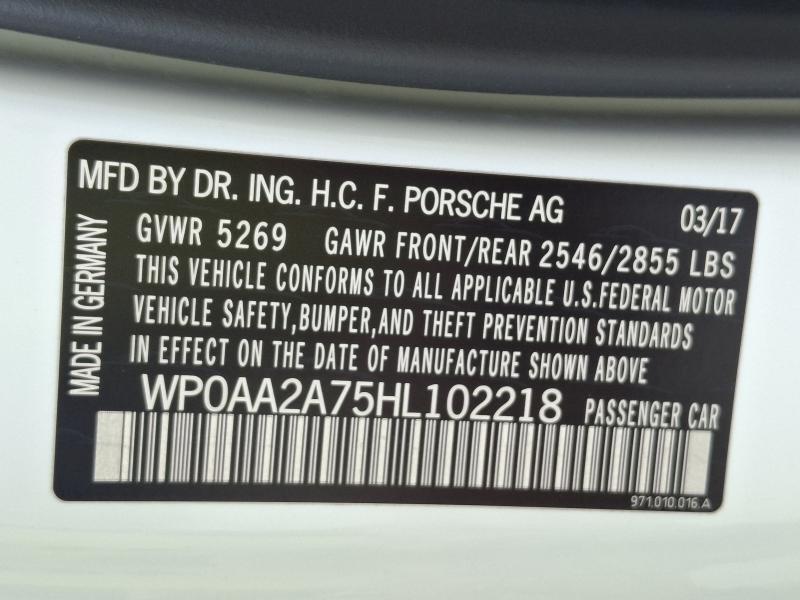 MFD BY DR. ING. H.C. F. PORSCHE AG 03/17
GVWR 5269 GAWR FRONT/REAR 2546/2855 LBS
THIS VEHICLE CONFORMS TO ALL APPLICABLE U.S.FEDERAL MOTOR
VEHICLE SAFETY,BUMPER,AND THEFT PREVENTION STANDARDS
IN EFFECT ON THE DATE OF MANUFACTURE SHOWN ABOVE
WP0AA2A75HL102218 PASSENGER CAR
971.010.016.A
MADE IN GERMANY